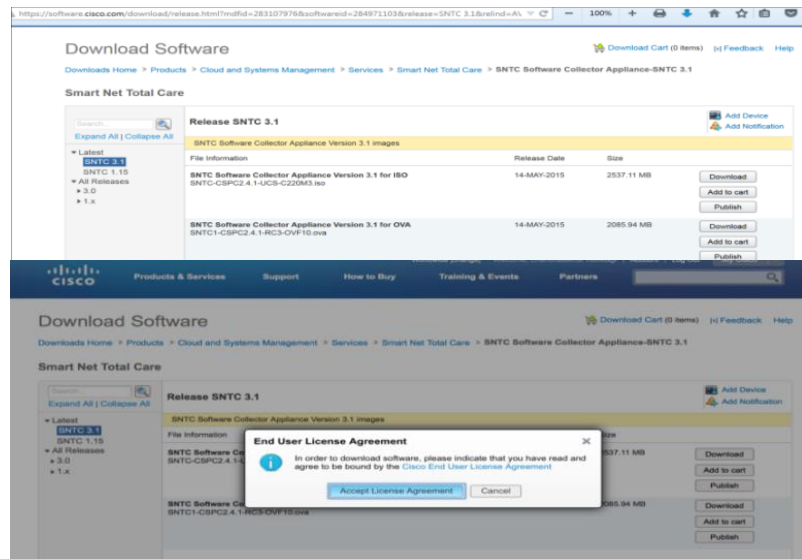 https://software.cisco.com/download/release.html?mdfid=283107976&softwareid=284971103&release=SNTC 3.1&relind=A\ 100%
Download Software
Download Cart (0 items) [+] Feedback Help
Downloads Home > Products > Cloud and Systems Management > Services > Smart Net Total Care > SNTC Software Collector Appliance-SNTC 3.1
Smart Net Total Care
Search...
Expand All | Collapse All
Latest
SNTC 3.1
SNTC 1.15
All Releases
3.0
1.x
Release SNTC 3.1
Add Device
Add Notification
SNTC Software Collector Appliance Version 3.1 images
File Information Release Date Size
SNTC Software Collector Appliance Version 3.1 for ISO 14-MAY-2015 2537.11 MB Download
SNTC-CSPC2.4.1-UCS-C220M3.iso
Add to cart
Publish
SNTC Software Collector Appliance Version 3.1 for OVA 14-MAY-2015 2085.94 MB Download
SNTC1-CSPC2.4.1-RC3-OVF10.ova
Add to cart
Publish
CISCO
Products & Services Support How to Buy Training & Events Partners
Download Software
Download Cart (0 items) [+] Feedback Help
Downloads Home > Products > Cloud and Systems Management > Services > Smart Net Total Care > SNTC Software Collector Appliance-SNTC 3.1
Smart Net Total Care
Search...
Expand All | Collapse All
Latest
SNTC 3.1
SNTC 1.15
All Releases
3.0
1.x
Release SNTC 3.1
Add Device
Add Notification
SNTC Software Collector Appliance Version 3.1 images
File Information Size
SNTC Software Co
SNTC-CSPC2.4.1-U
2537.11 MB Download
Add to cart
Publish
End User License Agreement
In order to download software, please indicate that you have read and
agree to be bound by the Cisco End User License Agreement
Accept License Agreement Cancel
SNTC Software Co 2085.94 MB Download
SNTC1-CSPC2.4.1-RC3-OVF10.ova
Add to cart
Publish